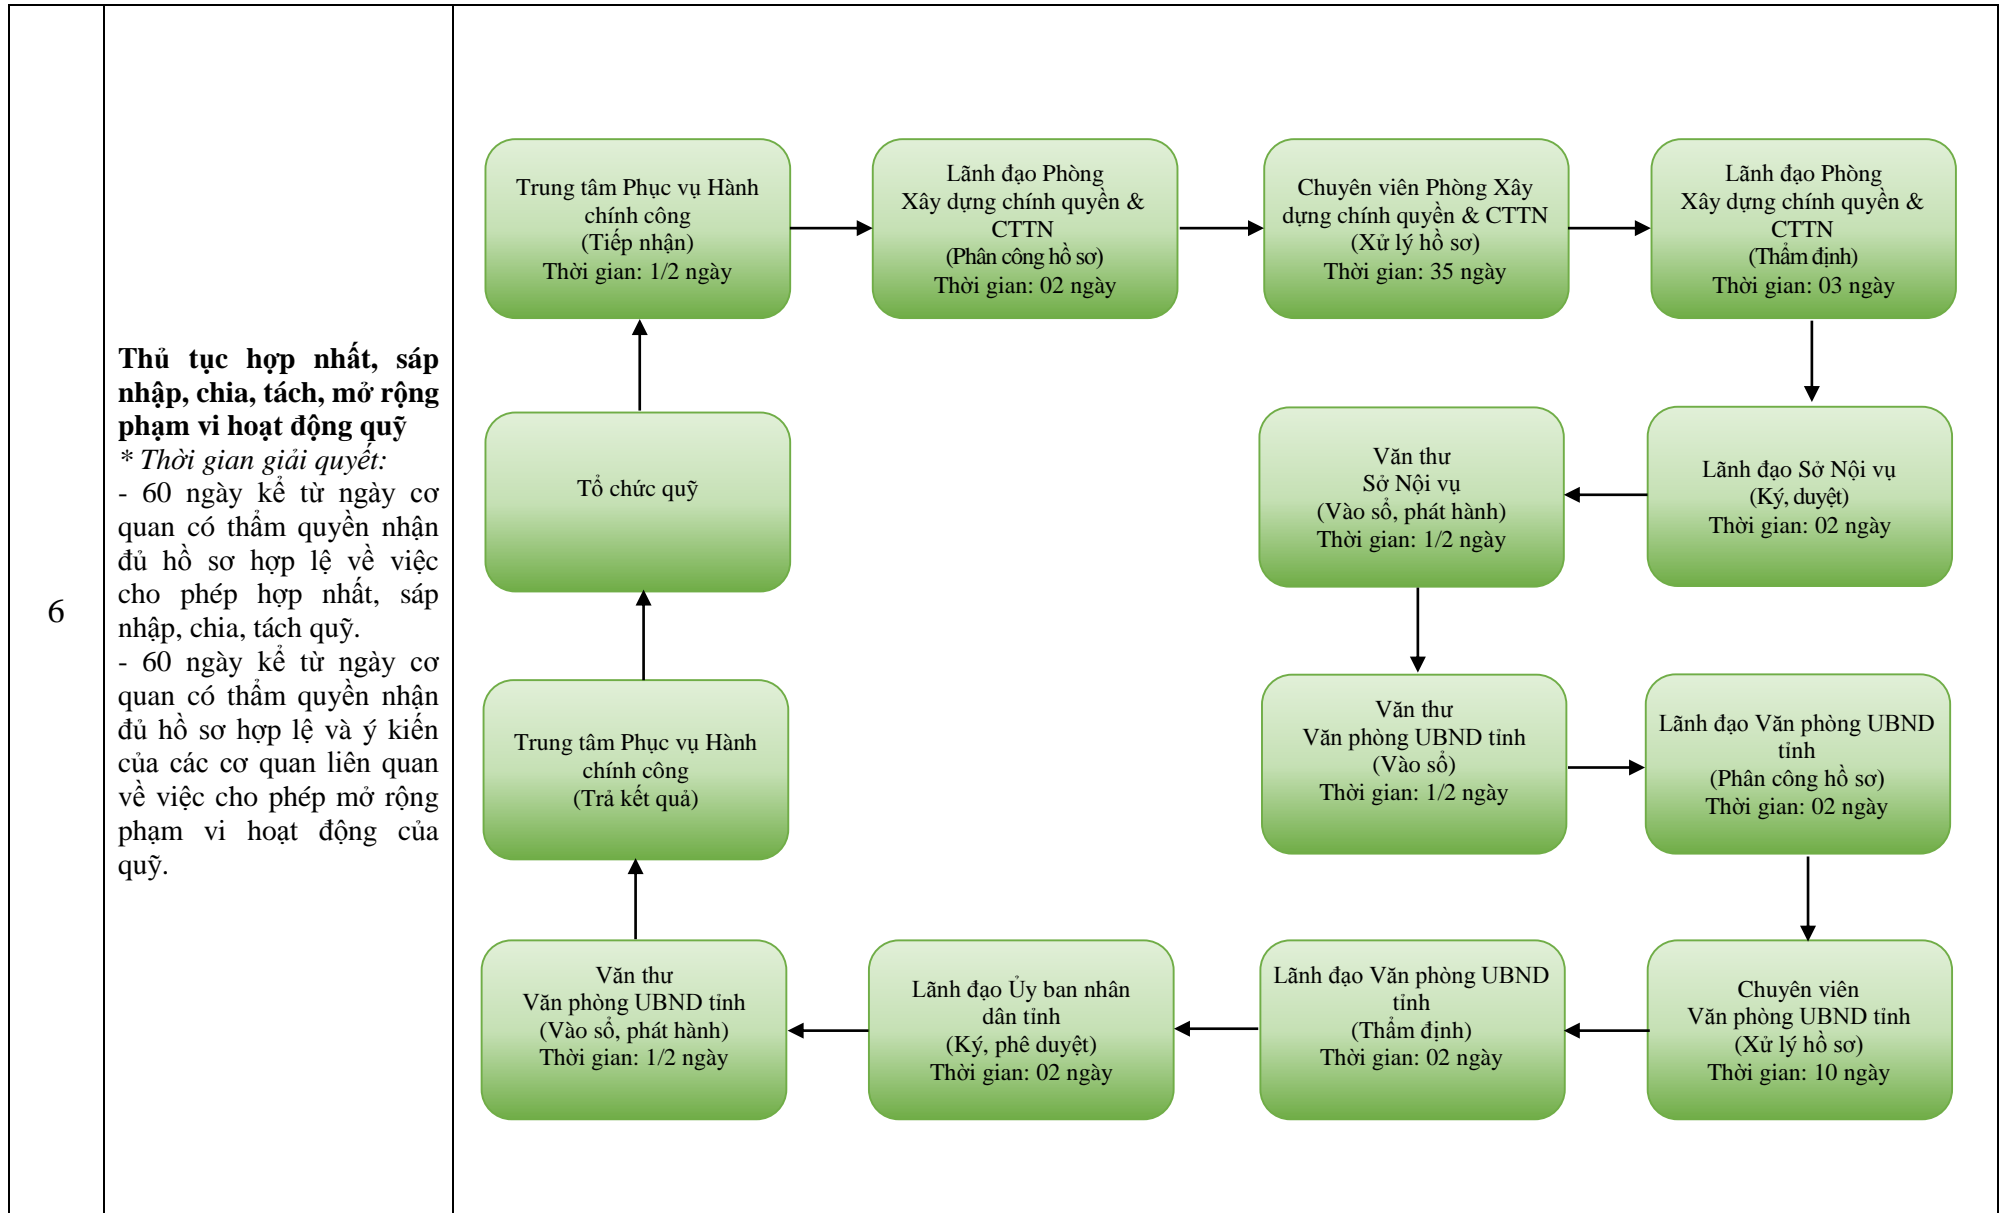 6
Thủ tục hợp nhất, sáp
nhập, chia, tách, mở rộng
phạm vi hoạt động quỹ
* Thời gian giải quyết:
- 60 ngày kể từ ngày cơ
quan có thẩm quyền nhận
đủ hồ sơ hợp lệ về việc
cho phép hợp nhất, sáp
nhập, chia, tách quỹ.
- 60 ngày kể từ ngày cơ
quan có thẩm quyền nhận
đủ hồ sơ hợp lệ và ý kiến
của các cơ quan liên quan
về việc cho phép mở rộng
phạm vi hoạt động của
quỹ.
Trung tâm Phục vụ Hành
chính công
(Tiếp nhận)
Thời gian: 1/2 ngày
Lãnh đạo Phòng
Xây dựng chính quyền &
CTTN
(Phân công hồ sơ)
Thời gian: 02 ngày
Chuyên viên Phòng Xây
dựng chính quyền & CTTN
(Xử lý hồ sơ)
Thời gian: 35 ngày
Lãnh đạo Phòng
Xây dựng chính quyền &
CTTN
(Thẩm định)
Thời gian: 03 ngày
Tổ chức quỹ
Văn thư
Sở Nội vụ
(Vào sổ, phát hành)
Thời gian: 1/2 ngày
Lãnh đạo Sở Nội vụ
(Ký, duyệt)
Thời gian: 02 ngày
Trung tâm Phục vụ Hành
chính công
(Trả kết quả)
Văn thư
Văn phòng UBND tỉnh
(Vào sổ)
Thời gian: 1/2 ngày
Lãnh đạo Văn phòng UBND
tỉnh
(Phân công hồ sơ)
Thời gian: 02 ngày
Văn thư
Văn phòng UBND tỉnh
(Vào sổ, phát hành)
Thời gian: 1/2 ngày
Lãnh đạo Ủy ban nhân
dân tỉnh
(Ký, phê duyệt)
Thời gian: 02 ngày
Lãnh đạo Văn phòng UBND
tỉnh
(Thẩm định)
Thời gian: 02 ngày
Chuyên viên
Văn phòng UBND tỉnh
(Xử lý hồ sơ)
Thời gian: 10 ngày